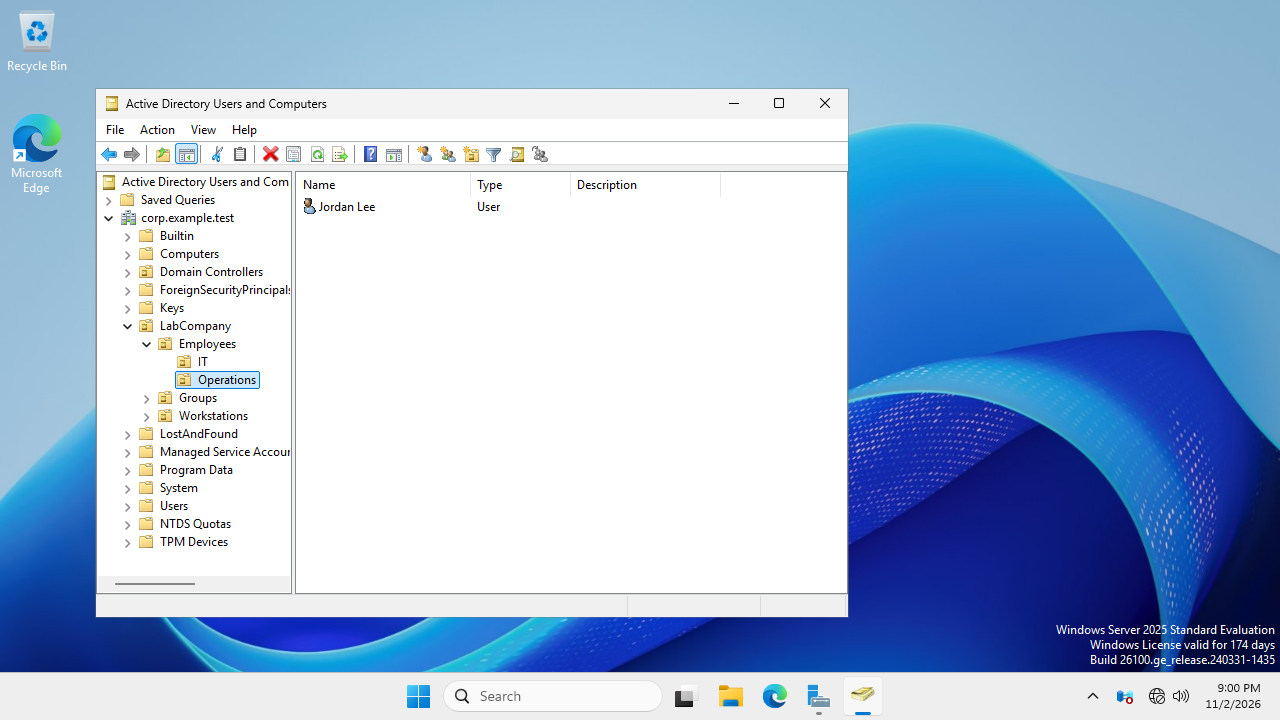 Recycle Bin
Microsoft
Edge
Active Directory Users and Computers
File Action View Help
Active Directory Users and Com
Saved Queries
corp.example.test
Builtin
Computers
Domain Controllers
ForeignSecurityPrincipals
Keys
LabCompany
Employees
IT
Operations
Groups
Workstations
LostAndFound
Managed Service Accoun
Program Data
System
Users
NTDS Quotas
TPM Devices
Name Type Description
Jordan Lee User
Windows Server 2025 Standard Evaluation
Windows License valid for 174 days
Build 26100.ge_release.240331-1435
Search
9:00 PM
11/2/2026